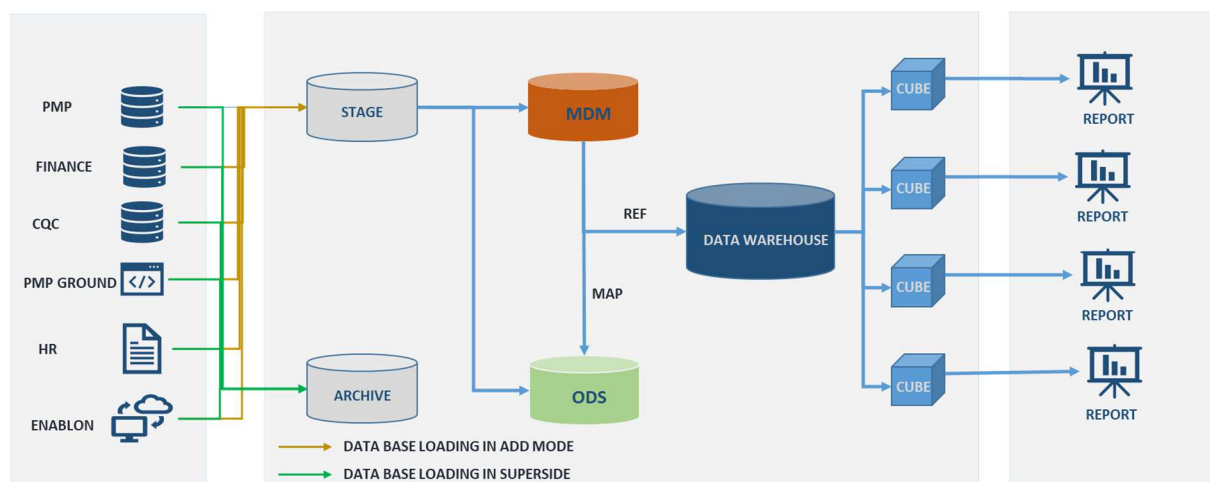 PMP
FINANCE
CQC
PMP GROUND
</>
HR
ENABLON
STAGE
ARCHIVE
MDM
REF
MAP
ODS
DATA WAREHOUSE
CUBE
CUBE
CUBE
CUBE
REPORT
REPORT
REPORT
REPORT
DATA BASE LOADING IN ADD MODE
DATA BASE LOADING IN SUPERSIDE